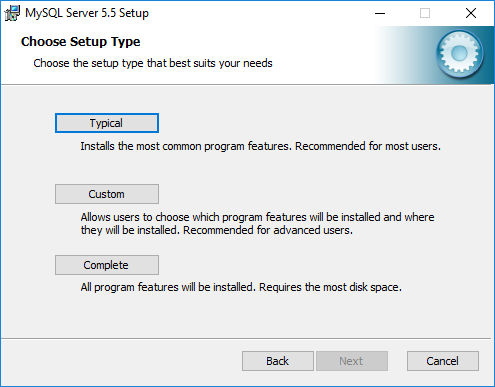 MySQL Server 5.5 Setup
Choose Setup Type
Choose the setup type that best suits your needs
Typical
Installs the most common program features. Recommended for most users.
Custom
Allows users to choose which program features will be installed and where
they will be installed. Recommended for advanced users.
Complete
All program features will be installed. Requires the most disk space.
Back
Next
Cancel